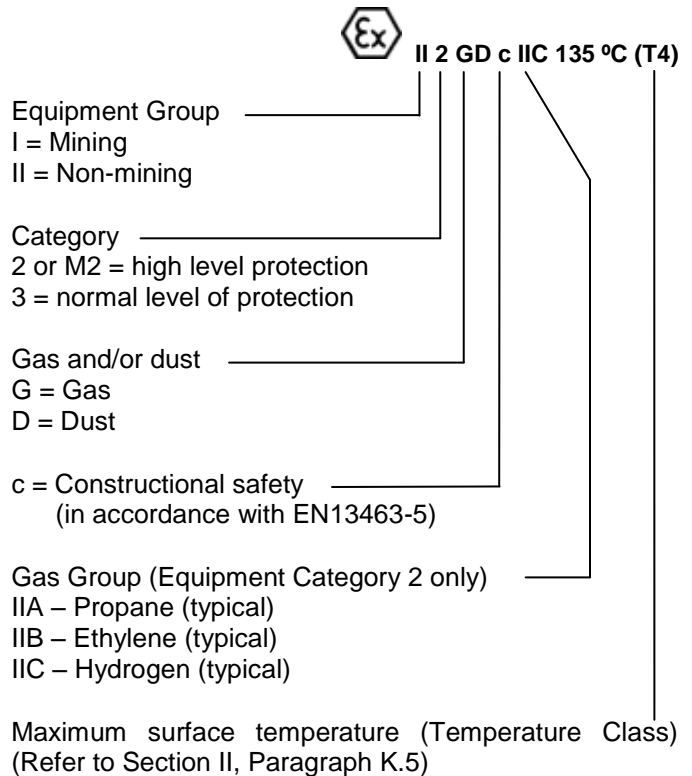 Ex II 2 GD c IIC 135 ºC (T4)
Equipment Group
I = Mining
II = Non-mining
Category
2 or M2 = high level protection
3 = normal level of protection
Gas and/or dust
G = Gas
D = Dust
c = Constructional safety
(in accordance with EN13463-5)
Gas Group (Equipment Category 2 only)
IIA – Propane (typical)
IIB – Ethylene (typical)
IIC – Hydrogen (typical)
Maximum surface temperature (Temperature Class)
(Refer to Section II, Paragraph K.5)